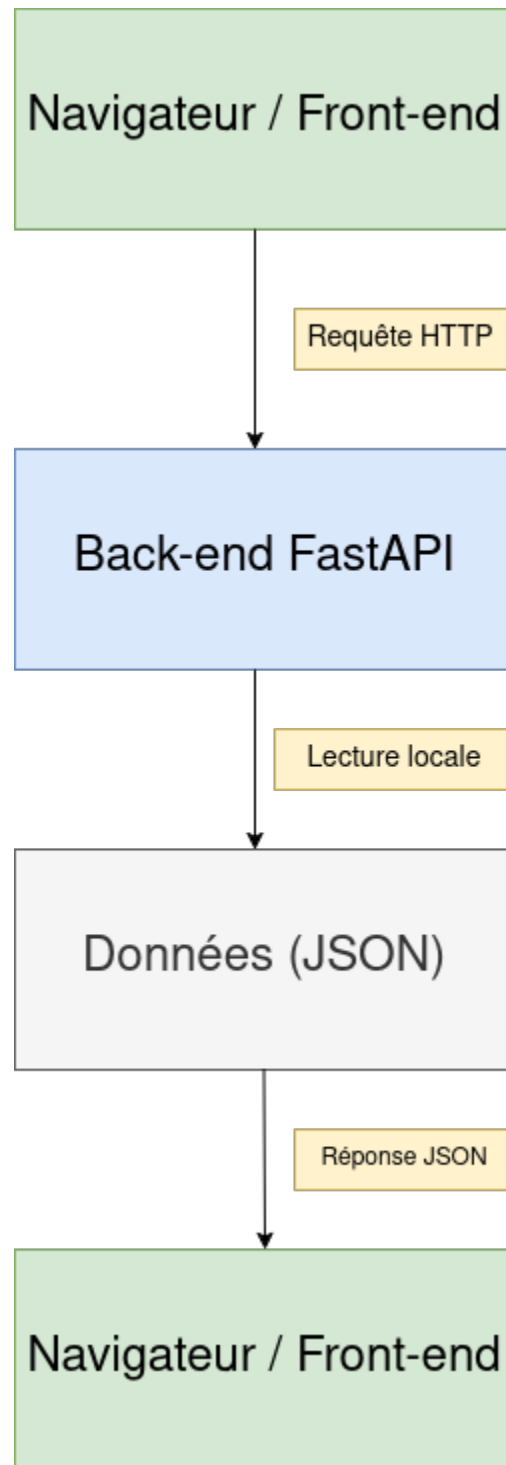 Navigateur / Front-end
Requête HTTP
Back-end FastAPI
Lecture locale
Données (JSON)
Réponse JSON
Navigateur / Front-end